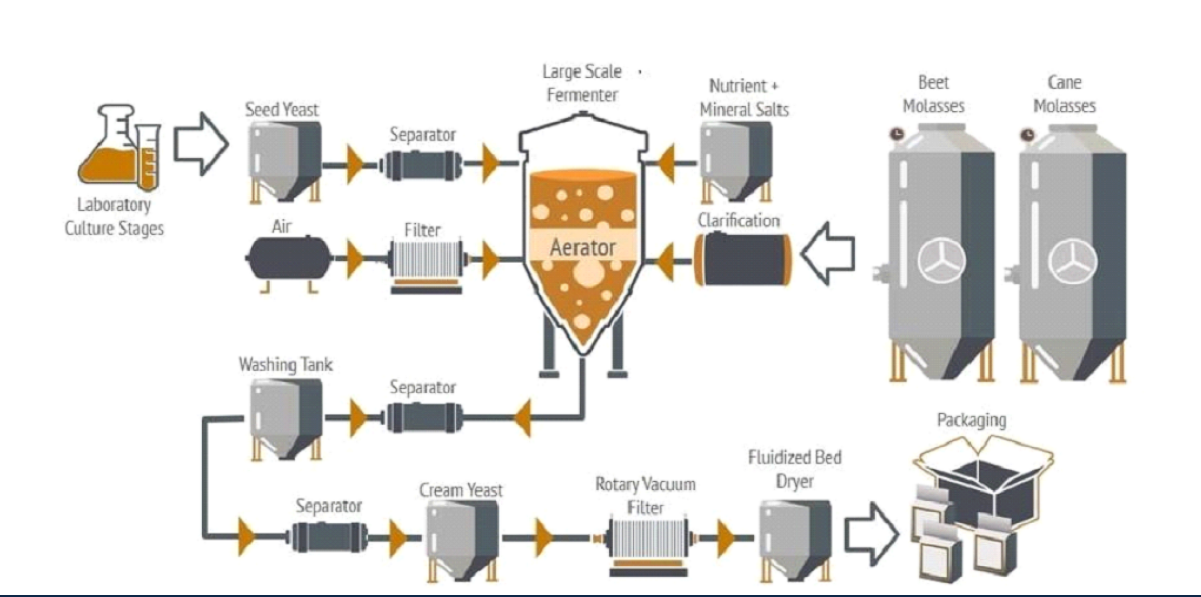 Large Scale
Fermenter
Nutrient +
Mineral Salts
Beet
Molasses
Cane
Molasses
Seed Yeast
Separator
Laboratory
Culture Stages
Air
Filter
Aerator
Clarification
Washing Tank
Separator
Packaging
Separator
Cream Yeast
Rotary Vacuum
Filter
Fluidized Bed
Dryer